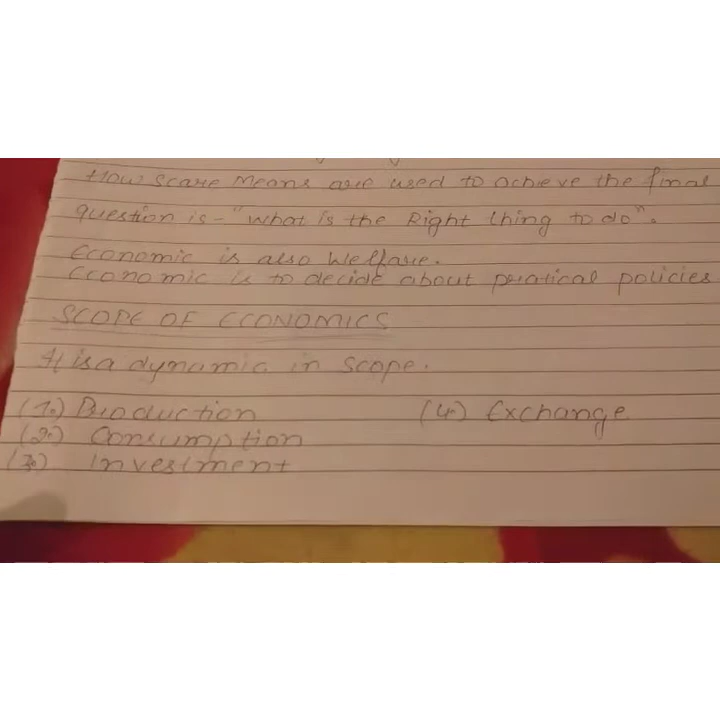 How scare means are used to achieve the final
question is - "what is the Right thing to do".
Economic is also Welfare.
Economic is to decide about pratical policies
SCOPE OF ECONOMICS
It is a dynamic in scope.
(1.) Production (4.) Exchange
(2.) Consumption
(3.) Investment